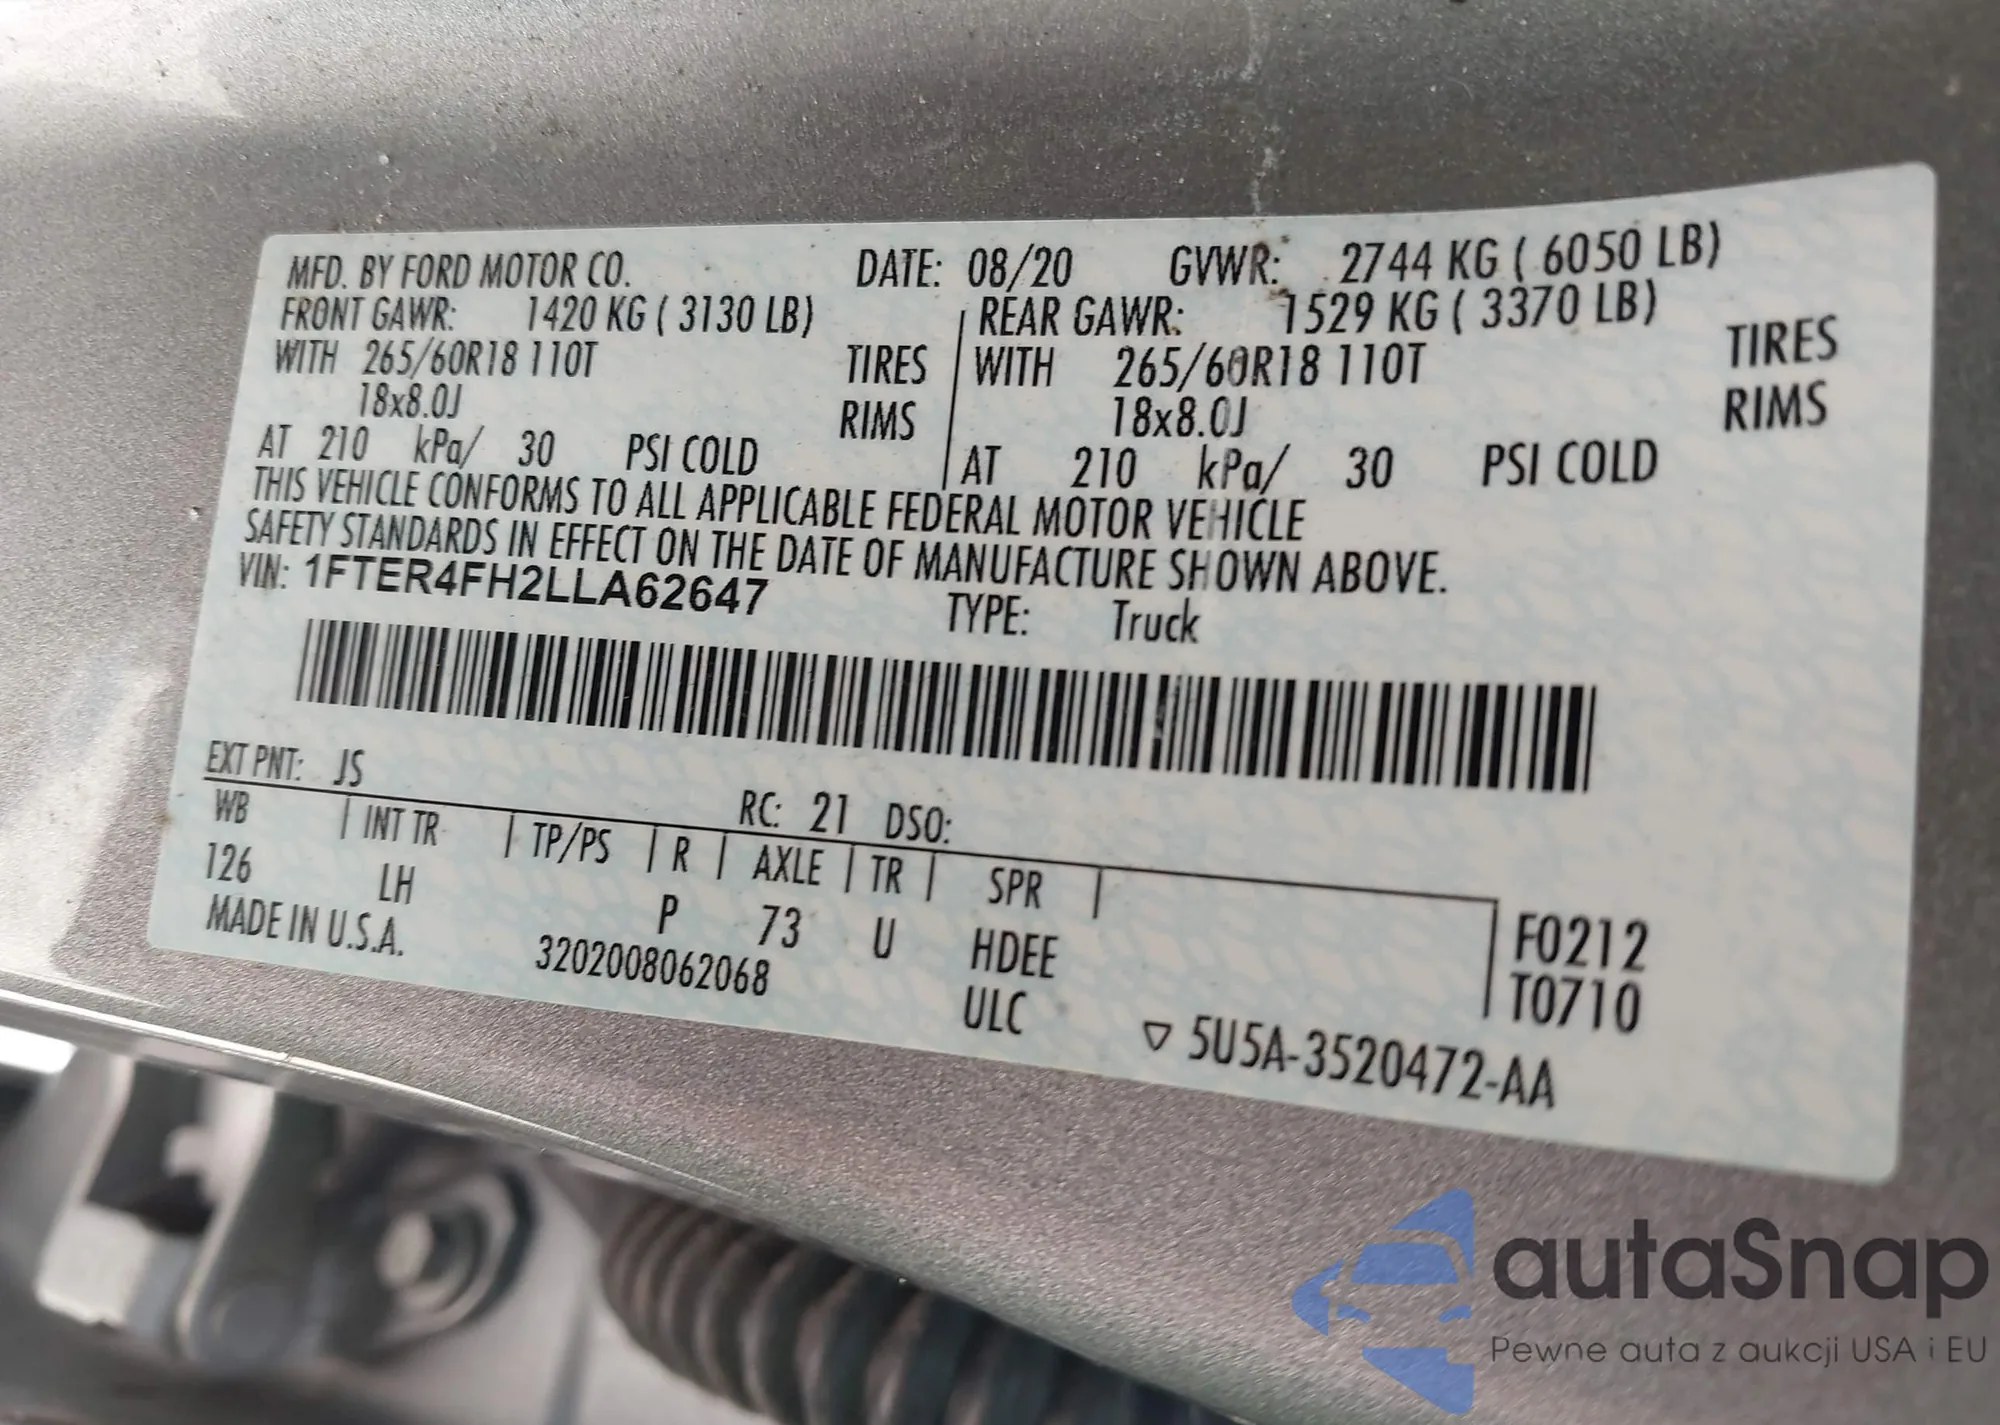 MFD. BY FORD MOTOR CO. DATE: 08/20 GVWR: 2744 KG ( 6050 LB)
FRONT GAWR: 1420 KG ( 3130 LB) REAR GAWR: 1529 KG ( 3370 LB)
WITH 265/60R18 110T TIRES WITH 265/60R18 110T TIRES
18x8.0J RIMS 18x8.0J RIMS
AT 210 kPa/ 30 PSI COLD AT 210 kPa/ 30 PSI COLD
THIS VEHICLE CONFORMS TO ALL APPLICABLE FEDERAL MOTOR VEHICLE
SAFETY STANDARDS IN EFFECT ON THE DATE OF MANUFACTURE SHOWN ABOVE.
VIN: 1FTER4FH2LLA62647 TYPE: Truck
EXT PNT: JS RC: 21 DSO:
WB INT TR TP/PS R AXLE TR SPR
126 LH P 73 U HDEE F0212
MADE IN U.S.A. 3202008062068 ULC T0710
▽ 5U5A-3520472-AA
autaSnap
Pewne auta z aukcji USA i EU